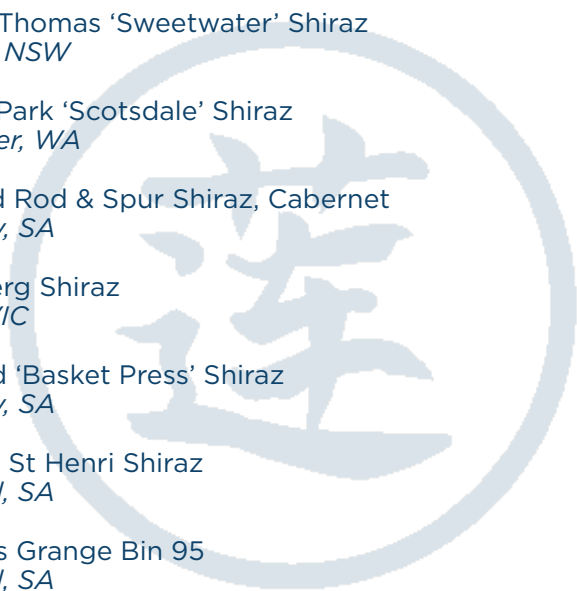 Thomas ‘Sweetwater’ Shiraz
NSW
Park ‘Scotsdale’ Shiraz
er, WA
d Rod & Spur Shiraz, Cabernet
y, SA
erg Shiraz
VIC
d ‘Basket Press’ Shiraz
y, SA
St Henri Shiraz
, SA
s Grange Bin 95
, SA
莲